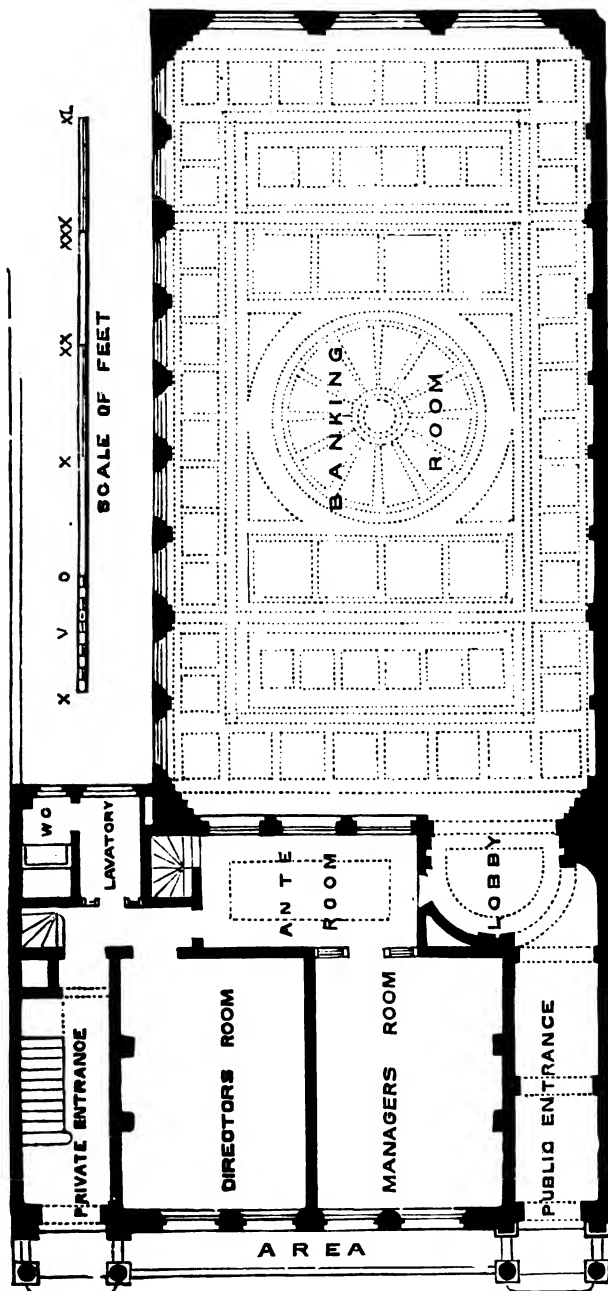 XL
XXX
XX
X
O
V
X
SCALE OF FEET
BANKING
ROOM
WC
LAVATORY
ANTE
ROOM
LOBBY
PRIVATE ENTRANCE
DIRECTORS ROOM
MANAGERS ROOM
PUBLIC ENTRANCE
AREA